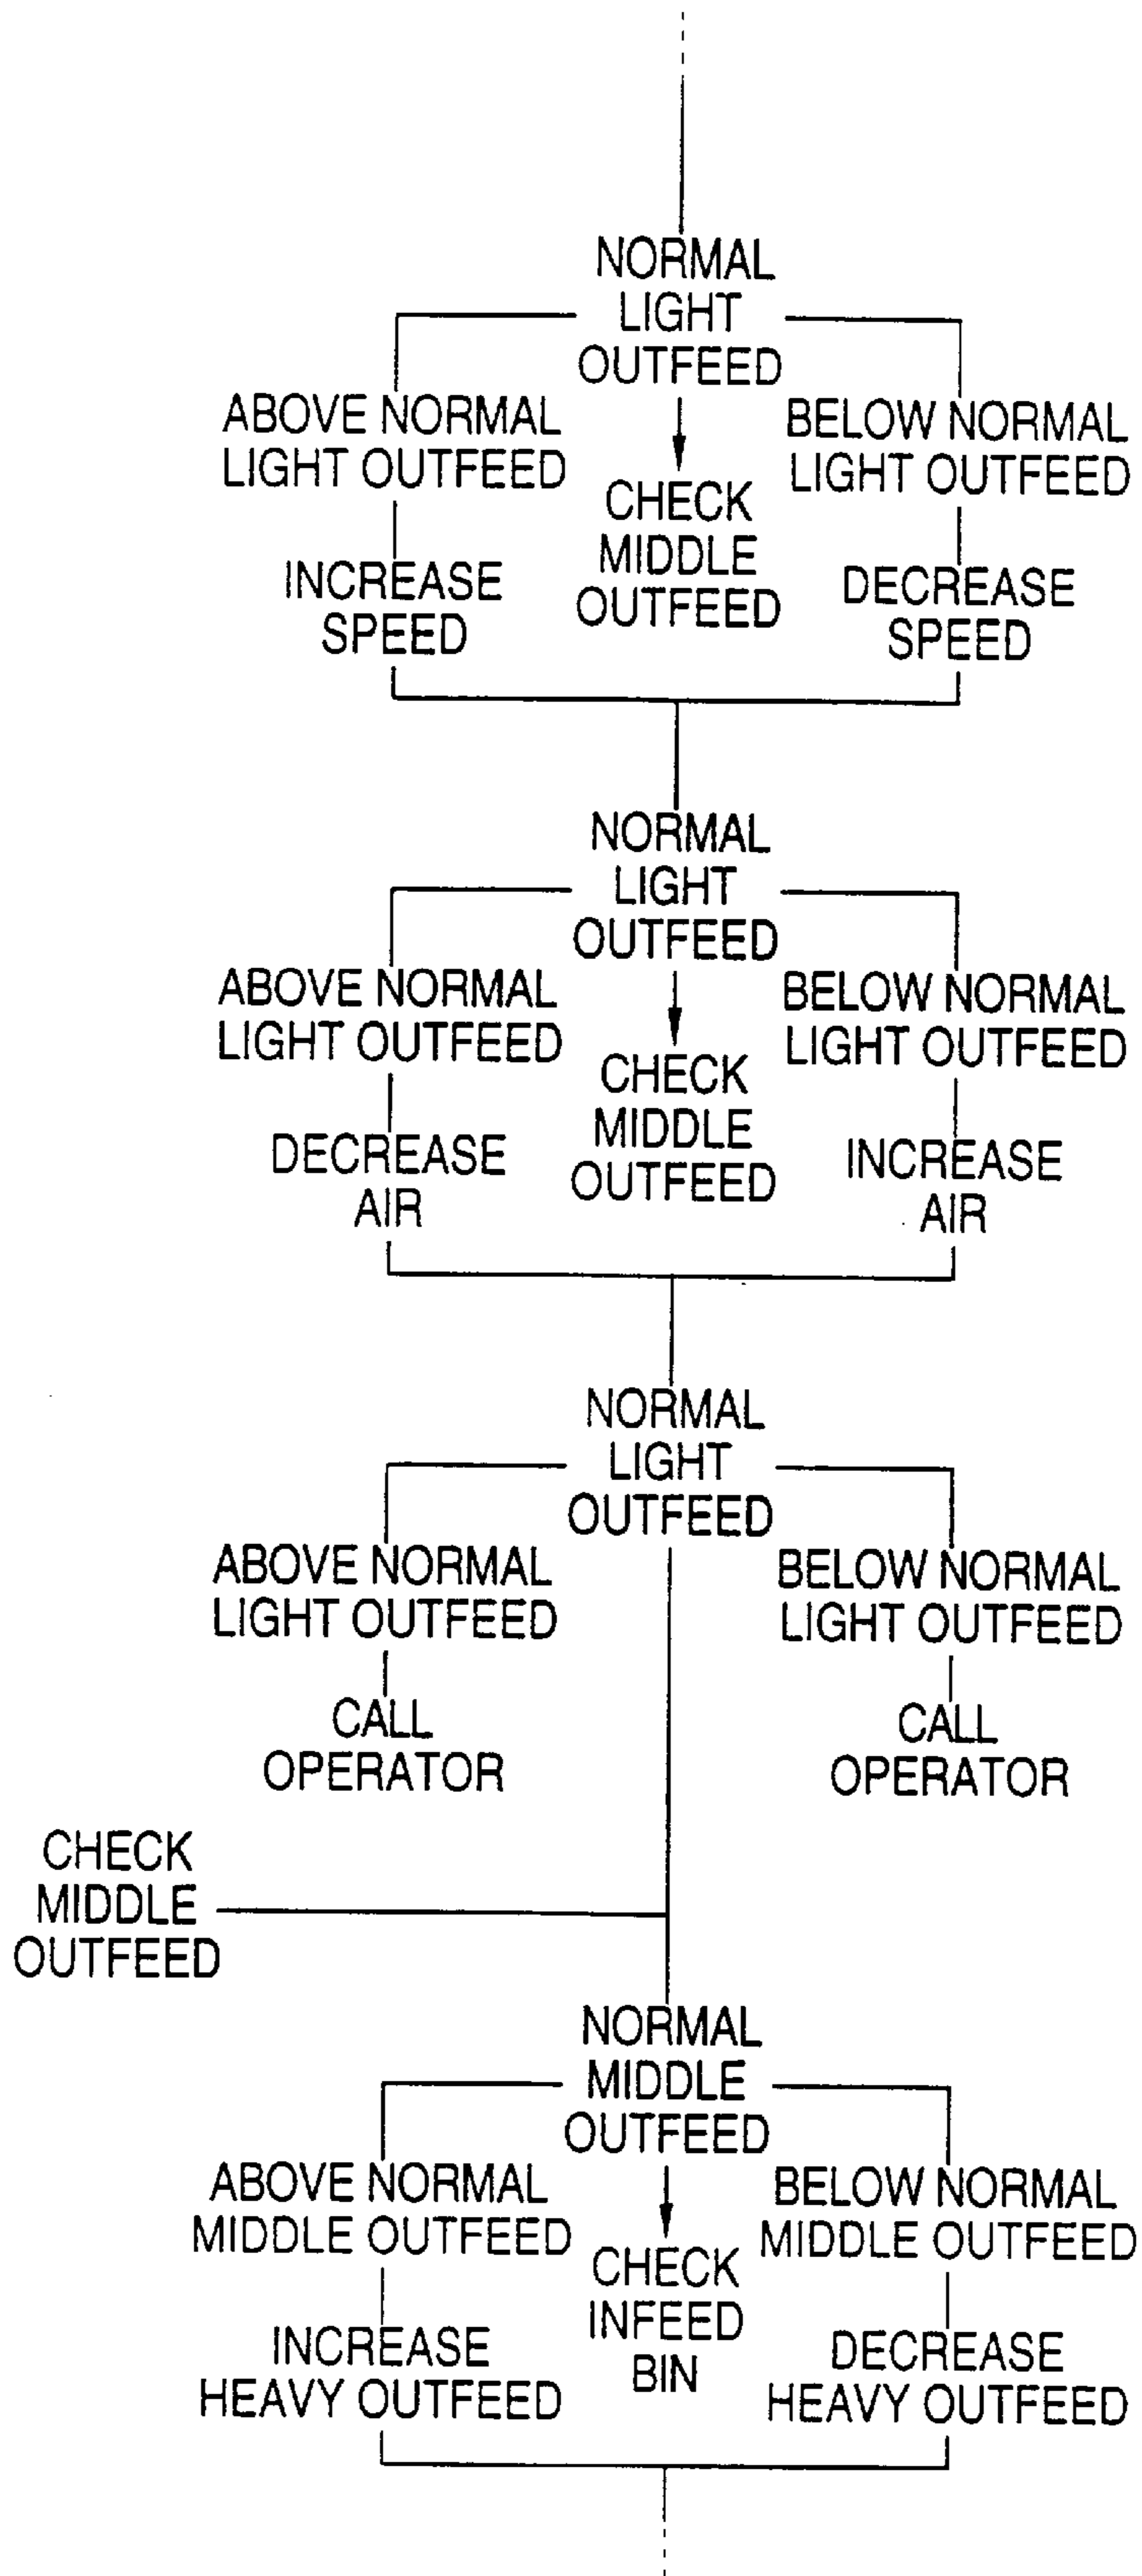 NORMAL
LIGHT
OUTFEED
ABOVE NORMAL
LIGHT OUTFEED
BELOW NORMAL
LIGHT OUTFEED
CHECK
MIDDLE
OUTFEED
INCREASE
SPEED
DECREASE
SPEED
NORMAL
LIGHT
OUTFEED
ABOVE NORMAL
LIGHT OUTFEED
BELOW NORMAL
LIGHT OUTFEED
CHECK
MIDDLE
OUTFEED
DECREASE
AIR
INCREASE
AIR
NORMAL
LIGHT
OUTFEED
ABOVE NORMAL
LIGHT OUTFEED
BELOW NORMAL
LIGHT OUTFEED
CALL
OPERATOR
CALL
OPERATOR
CHECK
MIDDLE
OUTFEED
NORMAL
MIDDLE
OUTFEED
ABOVE NORMAL
MIDDLE OUTFEED
BELOW NORMAL
MIDDLE OUTFEED
CHECK
INFEED
BIN
INCREASE
HEAVY OUTFEED
DECREASE
HEAVY OUTFEED